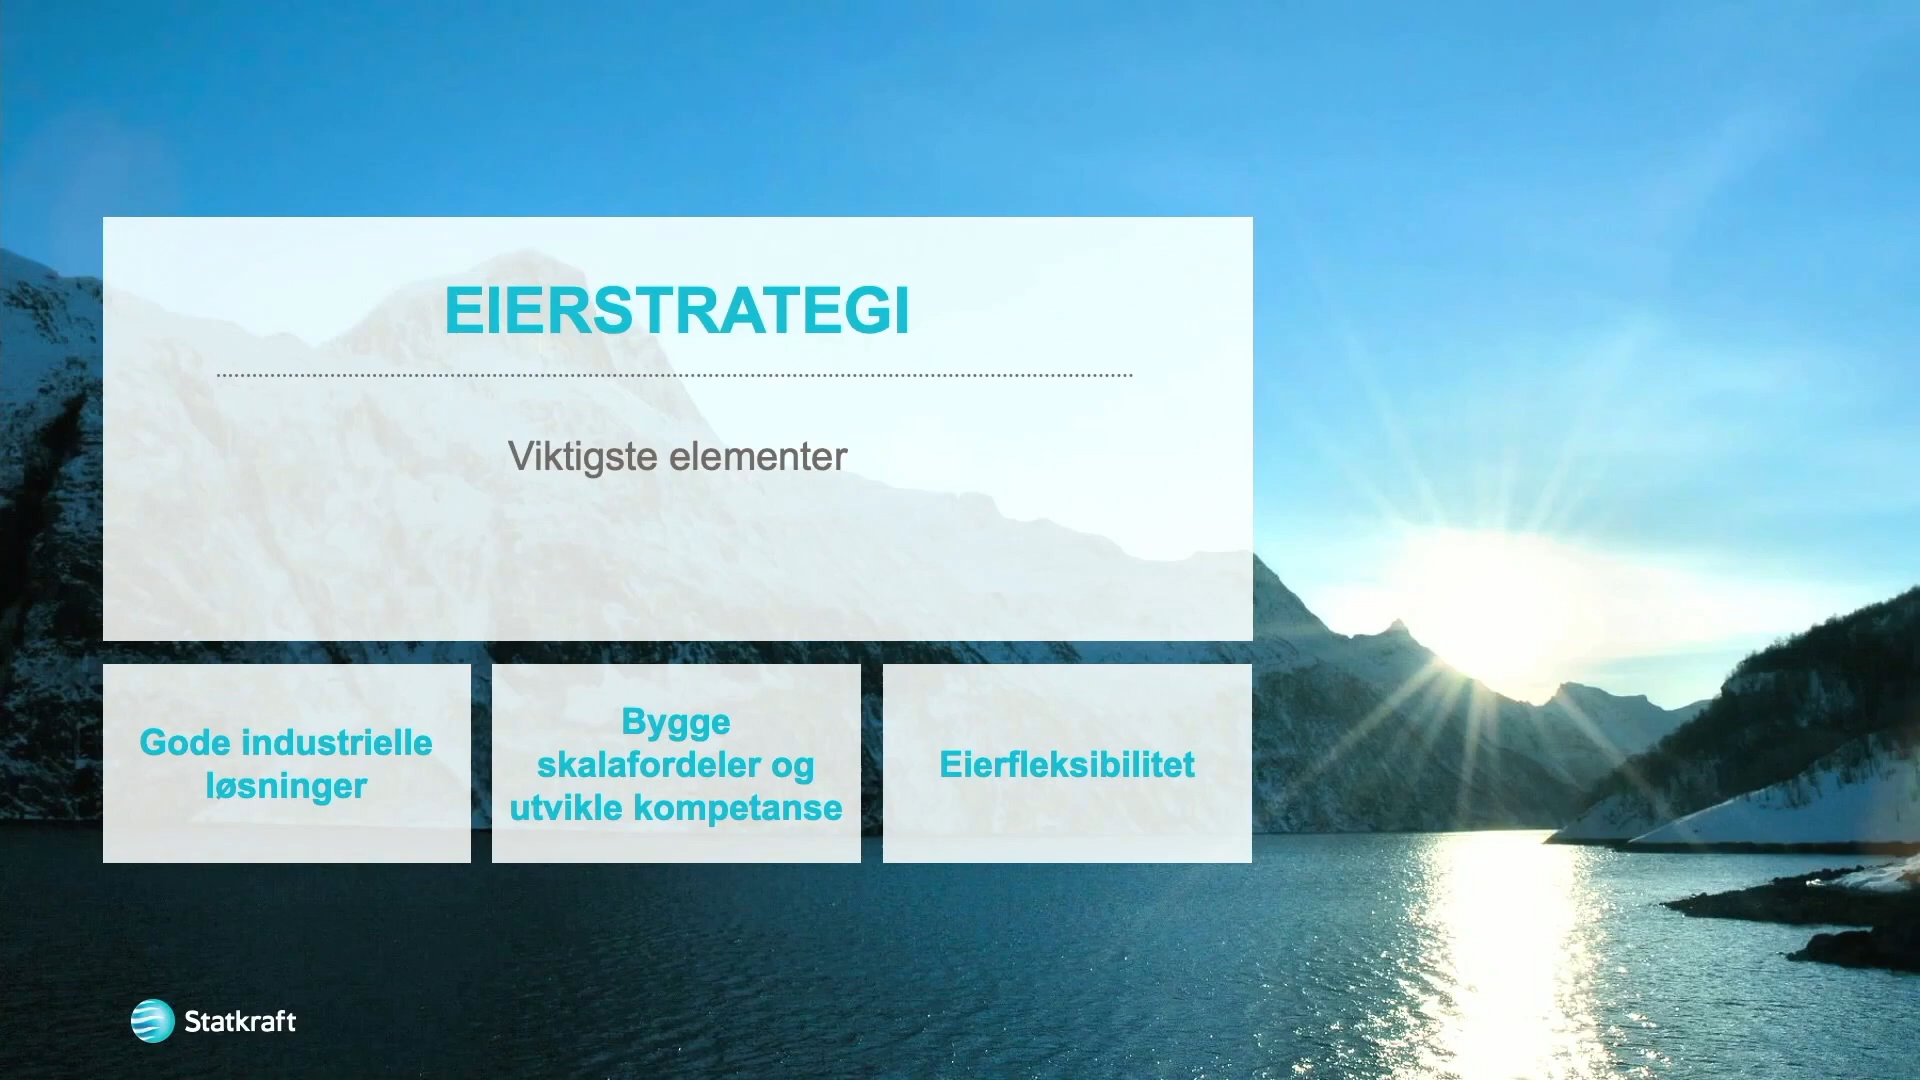 EIERSTRATEGI
Viktigste elementer
Gode industrielle
løsninger
Bygge
skalafordeler og
utvikle kompetanse
Eierfleksibilitet
Statkraft